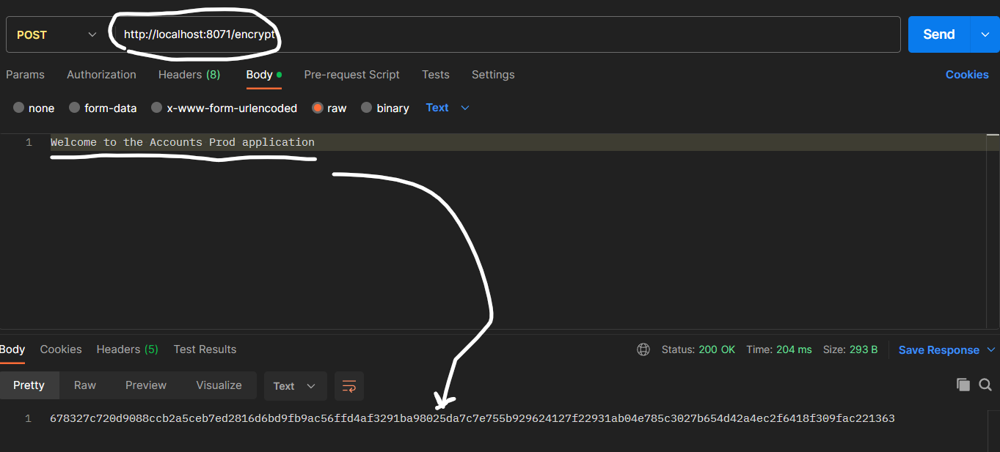 POST http://localhost:8071/encrypt Send
Params Authorization Headers (8) Body Pre-request Script Tests Settings Cookies
none form-data x-www-form-urlencoded raw binary Text
1 Welcome to the Accounts Prod application
Body Cookies Headers (5) Test Results Status: 200 OK Time: 204 ms Size: 293 B Save Response
Pretty Raw Preview Visualize Text
1 678327c720d9088ccb2a5ceb7ed2816d6bd9fb9ac56ffd4af3291ba98025da7c7e755b929624127f22931ab04e785c3027b654d42a4ec2f6418f309fac221363